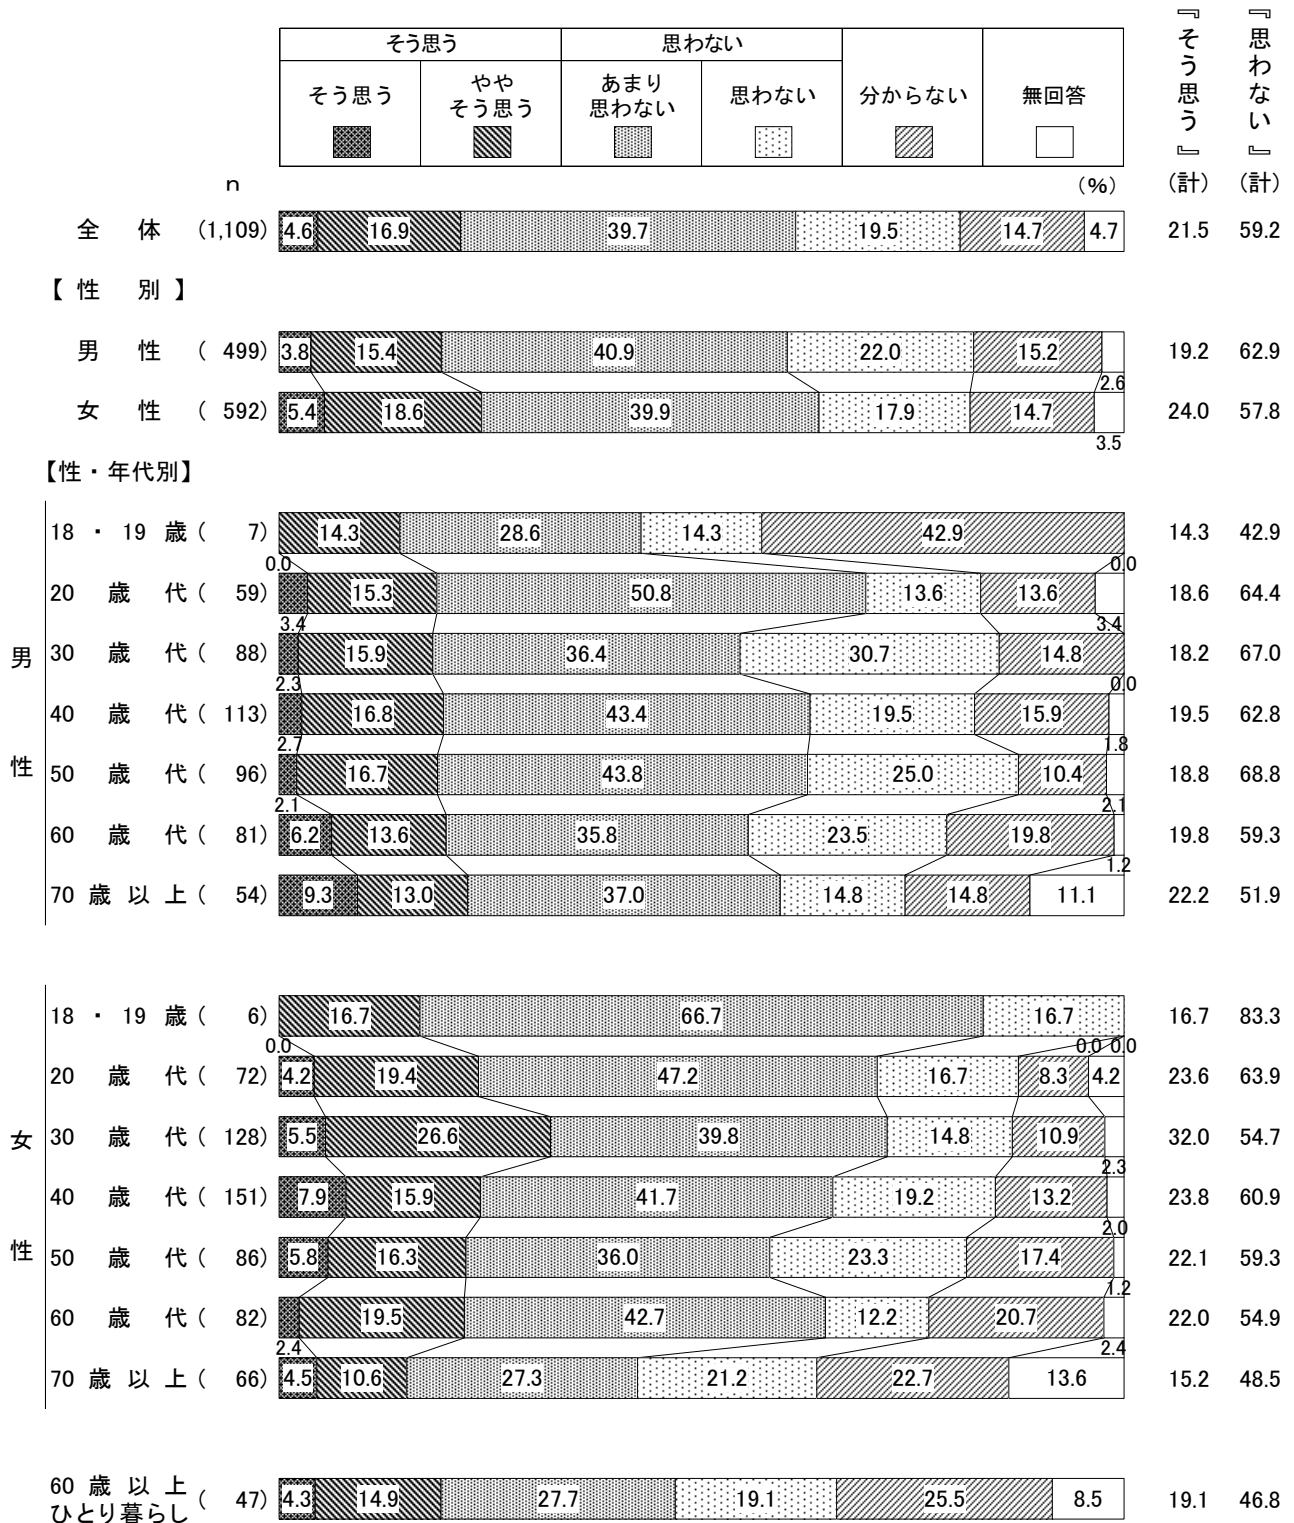 『そう思う』 『思わない』
そう思う 思わない
そう思う やや そう思う あまり 思わない 思わない 分からない 無回答
n (%) (計) (計)
全 体 (1,109) 4.6 16.9 39.7 19.5 14.7 4.7 21.5 59.2
【 性 別 】
男 性 ( 499) 3.8 15.4 40.9 22.0 15.2 2.6 19.2 62.9
女 性 ( 592) 5.4 18.6 39.9 17.9 14.7 3.5 24.0 57.8
【性・年代別】
男 性
18 ・ 19 歳 ( 7) 0.0 14.3 28.6 14.3 42.9 0.0 14.3 42.9
20 歳 代 ( 59) 3.4 15.3 50.8 13.6 13.6 3.4 18.6 64.4
30 歳 代 ( 88) 2.3 15.9 36.4 30.7 14.8 0.0 18.2 67.0
40 歳 代 ( 113) 2.7 16.8 43.4 19.5 15.9 1.8 19.5 62.8
50 歳 代 ( 96) 2.1 16.7 43.8 25.0 10.4 2.1 18.8 68.8
60 歳 代 ( 81) 6.2 13.6 35.8 23.5 19.8 1.2 19.8 59.3
70 歳 以 上 ( 54) 9.3 13.0 37.0 14.8 14.8 11.1 22.2 51.9
女 性
18 ・ 19 歳 ( 6) 0.0 16.7 66.7 16.7 0.0 0.0 16.7 83.3
20 歳 代 ( 72) 4.2 19.4 47.2 16.7 8.3 4.2 23.6 63.9
30 歳 代 ( 128) 5.5 26.6 39.8 14.8 10.9 2.3 32.0 54.7
40 歳 代 ( 151) 7.9 15.9 41.7 19.2 13.2 2.0 23.8 60.9
50 歳 代 ( 86) 5.8 16.3 36.0 23.3 17.4 1.2 22.1 59.3
60 歳 代 ( 82) 2.4 19.5 42.7 12.2 20.7 2.4 22.0 54.9
70 歳 以 上 ( 66) 4.5 10.6 27.3 21.2 22.7 13.6 15.2 48.5
60 歳 以 上
ひとり暮らし ( 47) 4.3 14.9 27.7 19.1 25.5 8.5 19.1 46.8